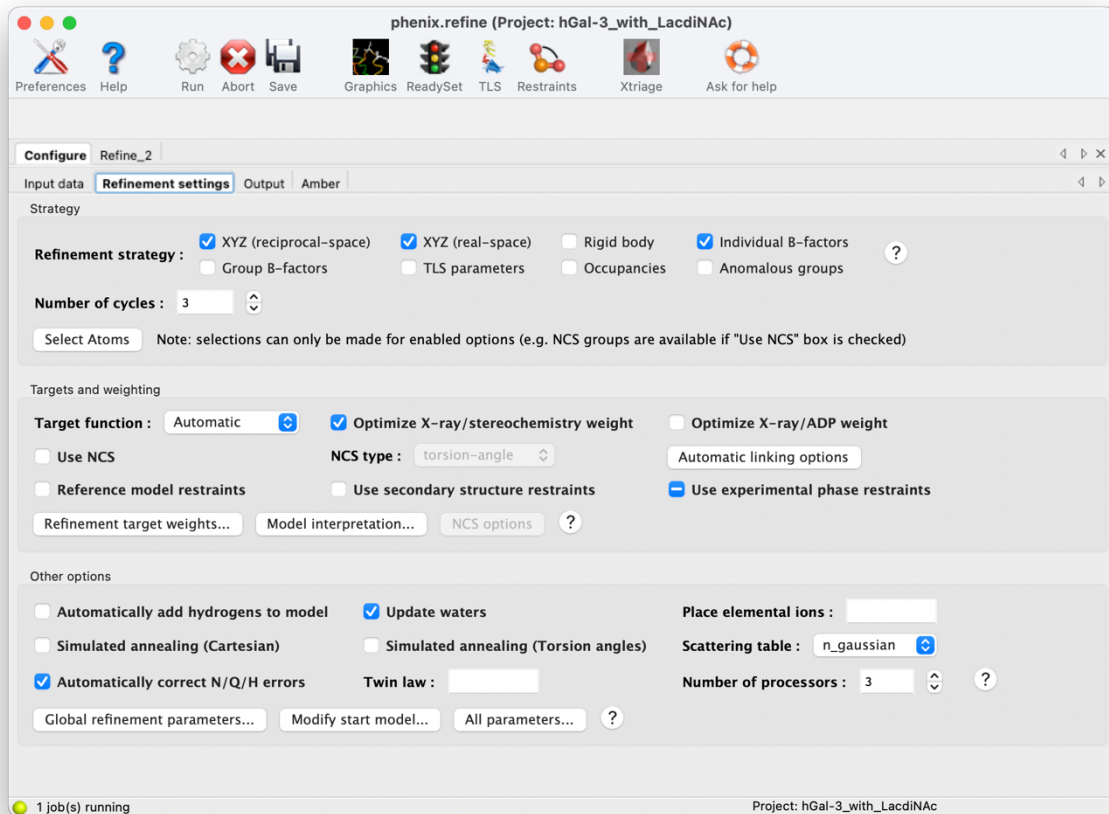 phenix.refine (Project: hGal-3_with_LacdiNAc)
Preferences Help Run Abort Save Graphics ReadySet TLS Restraints Xtriage Ask for help
Configure Refine_2
Input data Refinement settings Output Amber
Strategy
Refinement strategy : XYZ (reciprocal-space) XYZ (real-space) Rigid body Individual B-factors ?
Group B-factors TLS parameters Occupancies Anomalous groups
Number of cycles : 3
Select Atoms Note: selections can only be made for enabled options (e.g. NCS groups are available if "Use NCS" box is checked)
Targets and weighting
Target function : Automatic Optimize X-ray/stereochemistry weight Optimize X-ray/ADP weight
Use NCS NCS type : torsion-angle Automatic linking options
Reference model restraints Use secondary structure restraints Use experimental phase restraints
Refinement target weights... Model interpretation... NCS options ?
Other options
Automatically add hydrogens to model Update waters Place elemental ions :
Simulated annealing (Cartesian) Simulated annealing (Torsion angles) Scattering table : n_gaussian
Automatically correct N/Q/H errors Twin law : Number of processors : 3 ?
Global refinement parameters... Modify start model... All parameters... ?
1 job(s) running Project: hGal-3_with_LacdiNAc